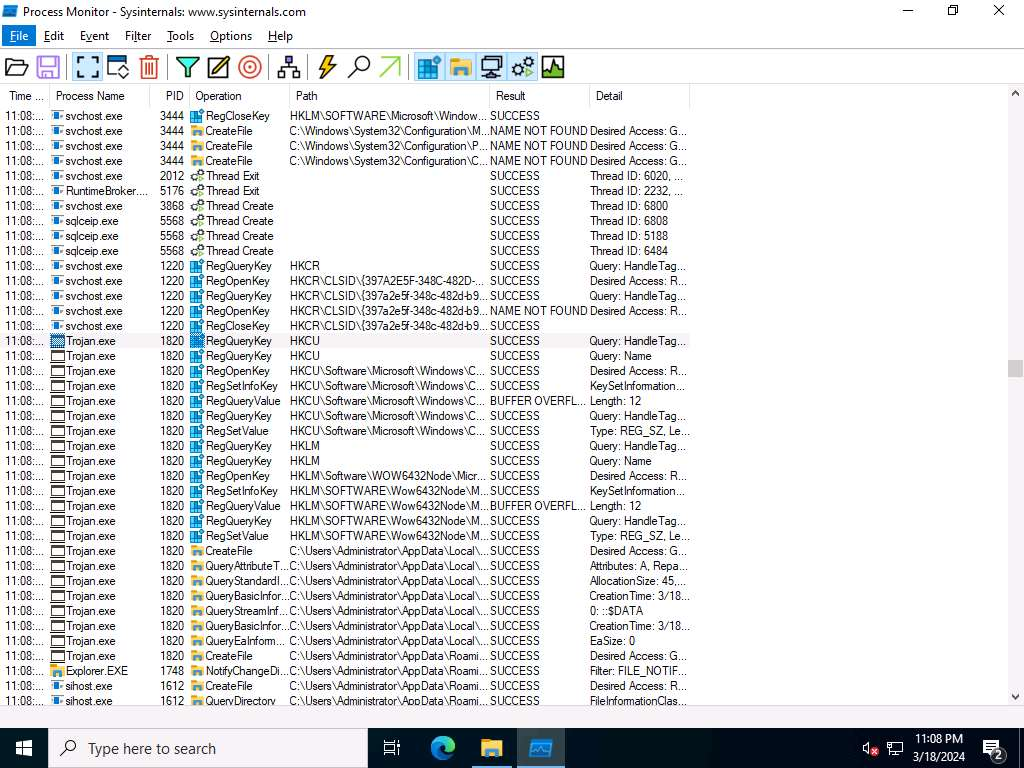 Process Monitor - Sysinternals: www.sysinternals.com
File Edit Event Filter Tools Options Help
Time ... Process Name PID Operation Path Result Detail
11:08:... svchost.exe 3444 RegCloseKey HKLM\SOFTWARE\Microsoft\Window... SUCCESS
11:08:... svchost.exe 3444 CreateFile C:\Windows\System32\Configuration\M... NAME NOT FOUND Desired Access: G...
11:08:... svchost.exe 3444 CreateFile C:\Windows\System32\Configuration\P... NAME NOT FOUND Desired Access: G...
11:08:... svchost.exe 3444 CreateFile C:\Windows\System32\Configuration\C... NAME NOT FOUND Desired Access: G...
11:08:... svchost.exe 2012 Thread Exit SUCCESS Thread ID: 6020, ...
11:08:... RuntimeBroker.... 5176 Thread Exit SUCCESS Thread ID: 2232, ...
11:08:... svchost.exe 3868 Thread Create SUCCESS Thread ID: 6800
11:08:... sqlceip.exe 5568 Thread Create SUCCESS Thread ID: 6808
11:08:... sqlceip.exe 5568 Thread Create SUCCESS Thread ID: 5188
11:08:... sqlceip.exe 5568 Thread Create SUCCESS Thread ID: 6484
11:08:... svchost.exe 1220 RegQueryKey HKCR SUCCESS Query: HandleTag...
11:08:... svchost.exe 1220 RegOpenKey HKCR\CLSID\{397A2E5F-348C-482D-... SUCCESS Desired Access: R...
11:08:... svchost.exe 1220 RegQueryKey HKCR\CLSID\{397a2e5f-348c-482d-b9... SUCCESS Query: HandleTag...
11:08:... svchost.exe 1220 RegOpenKey HKCR\CLSID\{397a2e5f-348c-482d-b9... NAME NOT FOUND Desired Access: R...
11:08:... svchost.exe 1220 RegCloseKey HKCR\CLSID\{397a2e5f-348c-482d-b9... SUCCESS
11:08:... Trojan.exe 1820 RegQueryKey HKCU SUCCESS Query: HandleTag...
11:08:... Trojan.exe 1820 RegQueryKey HKCU SUCCESS Query: Name
11:08:... Trojan.exe 1820 RegOpenKey HKCU\Software\Microsoft\Windows\C... SUCCESS Desired Access: R...
11:08:... Trojan.exe 1820 RegSetInfoKey HKCU\Software\Microsoft\Windows\C... SUCCESS KeySetInformation...
11:08:... Trojan.exe 1820 RegQueryValue HKCU\Software\Microsoft\Windows\C... BUFFER OVERFL... Length: 12
11:08:... Trojan.exe 1820 RegQueryKey HKCU\Software\Microsoft\Windows\C... SUCCESS Query: HandleTag...
11:08:... Trojan.exe 1820 RegSetValue HKCU\Software\Microsoft\Windows\C... SUCCESS Type: REG_SZ, Le...
11:08:... Trojan.exe 1820 RegQueryKey HKLM SUCCESS Query: HandleTag...
11:08:... Trojan.exe 1820 RegQueryKey HKLM SUCCESS Query: Name
11:08:... Trojan.exe 1820 RegOpenKey HKLM\Software\WOW6432Node\Micr... SUCCESS Desired Access: R...
11:08:... Trojan.exe 1820 RegSetInfoKey HKLM\SOFTWARE\Wow6432Node\M... SUCCESS KeySetInformation...
11:08:... Trojan.exe 1820 RegQueryValue HKLM\SOFTWARE\Wow6432Node\M... BUFFER OVERFL... Length: 12
11:08:... Trojan.exe 1820 RegQueryKey HKLM\SOFTWARE\Wow6432Node\M... SUCCESS Query: HandleTag...
11:08:... Trojan.exe 1820 RegSetValue HKLM\SOFTWARE\Wow6432Node\M... SUCCESS Type: REG_SZ, Le...
11:08:... Trojan.exe 1820 CreateFile C:\Users\Administrator\AppData\Local\... SUCCESS Desired Access: G...
11:08:... Trojan.exe 1820 QueryAttributeT... C:\Users\Administrator\AppData\Local\... SUCCESS Attributes: A, Repa...
11:08:... Trojan.exe 1820 QueryStandardI... C:\Users\Administrator\AppData\Local\... SUCCESS AllocationSize: 45,...
11:08:... Trojan.exe 1820 QueryBasicInfor... C:\Users\Administrator\AppData\Local\... SUCCESS CreationTime: 3/18...
11:08:... Trojan.exe 1820 QueryStreamInf... C:\Users\Administrator\AppData\Local\... SUCCESS 0: ::$DATA
11:08:... Trojan.exe 1820 QueryBasicInfor... C:\Users\Administrator\AppData\Local\... SUCCESS CreationTime: 3/18...
11:08:... Trojan.exe 1820 QueryEaInform... C:\Users\Administrator\AppData\Local\... SUCCESS EaSize: 0
11:08:... Trojan.exe 1820 CreateFile C:\Users\Administrator\AppData\Roami... SUCCESS Desired Access: G...
11:08:... Explorer.EXE 1748 NotifyChangeDi... C:\Users\Administrator\AppData\Roami... SUCCESS Filter: FILE_NOTIF...
11:08:... sihost.exe 1612 CreateFile C:\Users\Administrator\AppData\Roami... SUCCESS Desired Access: R...
11:08:... sihost.exe 1612 QueryDirectory C:\Users\Administrator\AppData\Roami... SUCCESS FileInformationClas...
Type here to search
11:08 PM
3/18/2024
2